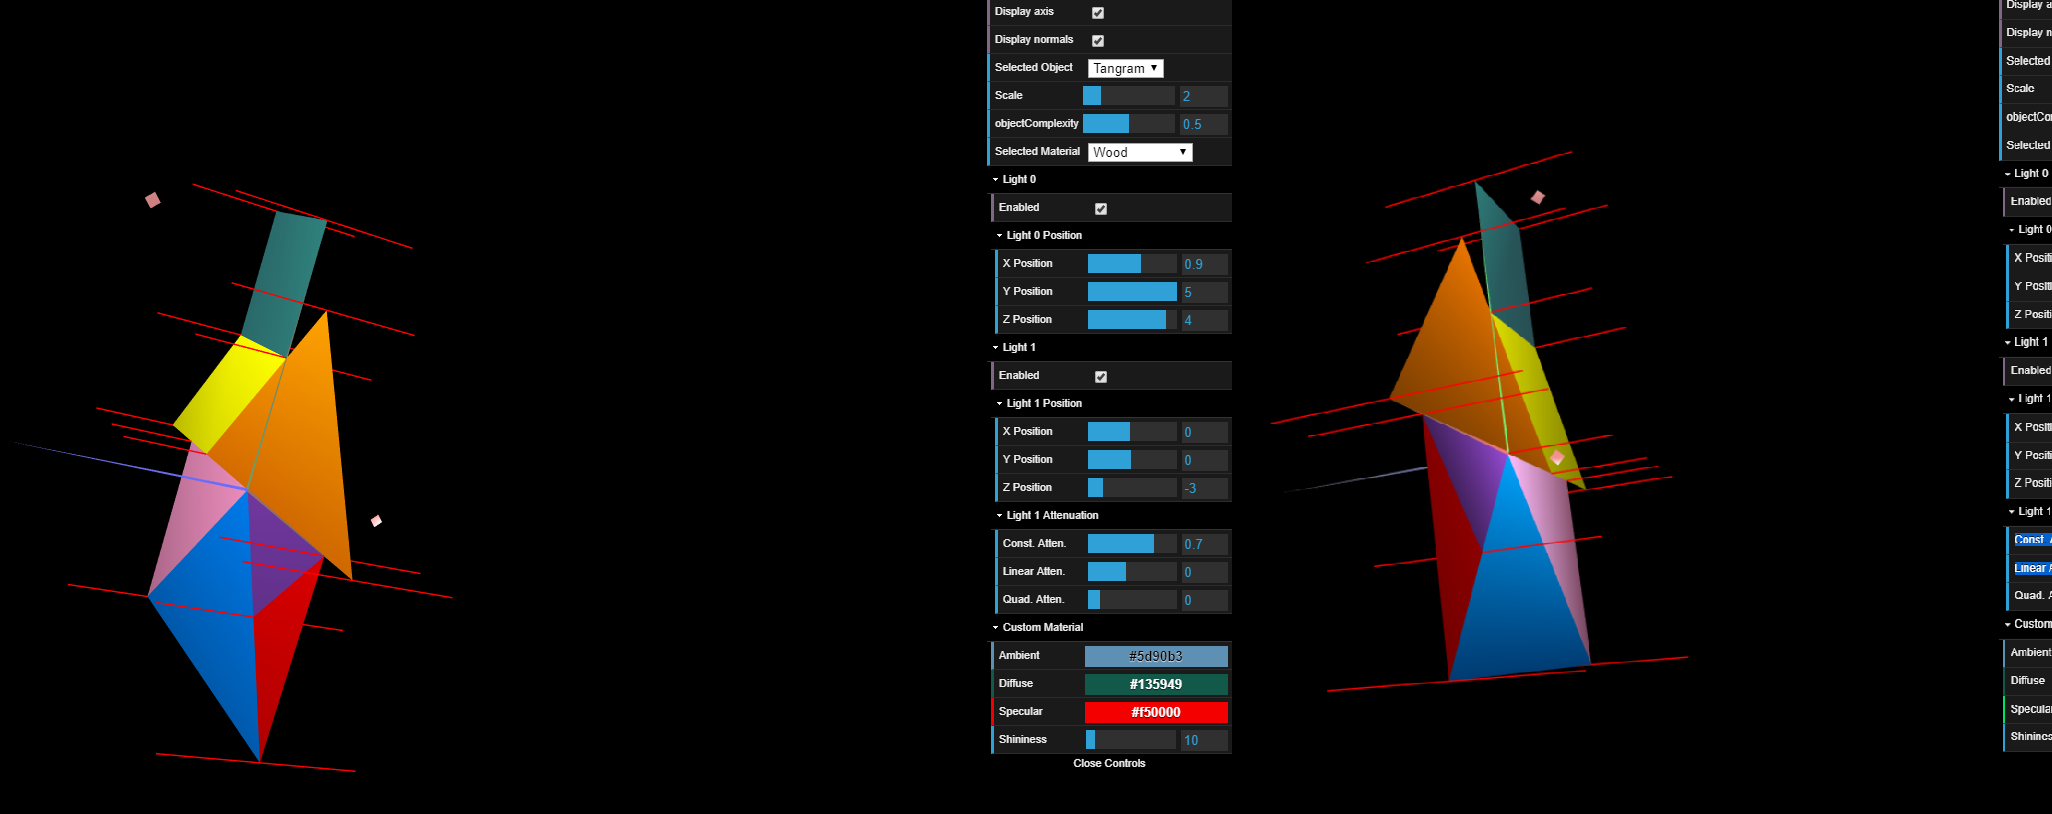 Display axis
Display normals
Selected Object Tangram
Scale 2
objectComplexity 0.5
Selected Material Wood
Light 0
Enabled
Light 0 Position
X Position 0.9
Y Position 5
Z Position 4
Light 1
Enabled
Light 1 Position
X Position 0
Y Position 0
Z Position -3
Light 1 Attenuation
Const. Atten. 0.7
Linear Atten. 0
Quad. Atten. 0
Custom Material
Ambient #5d90b3
Diffuse #135949
Specular #f50000
Shininess 10
Close Controls
Display a
Display n
Selected
Scale
objectCo
Selected
Light 0
Enabled
Light 0
X Positi
Y Positi
Z Positi
Light 1
Enabled
Light 1
X Positi
Y Positi
Z Positi
Light 1
Const. A
Linear A
Quad. A
Custom
Ambient
Diffuse
Specular
Shinines